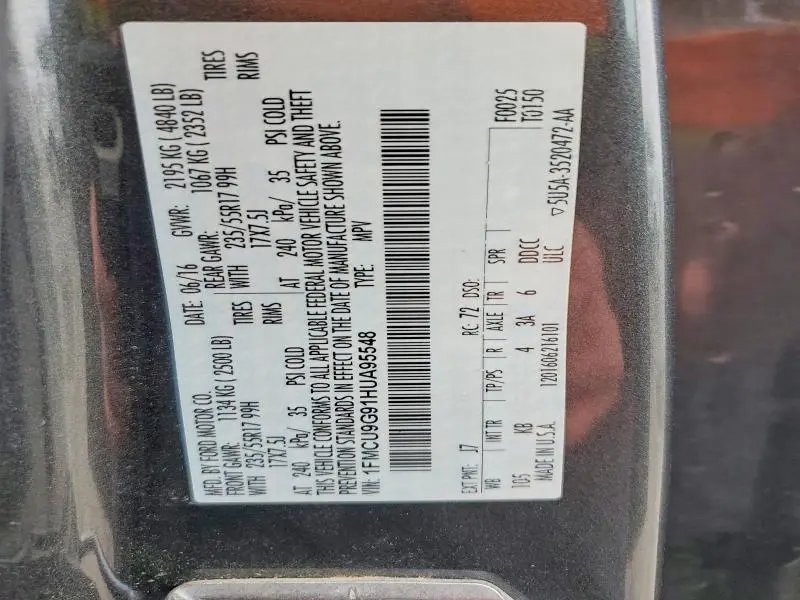 MFD. BY FORD MOTOR CO.
DATE: 06/16 GVWR: 2195 KG ( 4840 LB)
FRONT GAWR: 1134 KG ( 2500 LB)
REAR GAWR: 1067 KG ( 2352 LB)
WITH 235/55R17 99H TIRES
WITH 235/55R17 99H TIRES
17X7.5J RIMS
17X7.5J RIMS
AT 240 kPa/ 35 PSI COLD
AT 240 kPa/ 35 PSI COLD
THIS VEHICLE CONFORMS TO ALL APPLICABLE FEDERAL MOTOR VEHICLE SAFETY AND THEFT
PREVENTION STANDARDS IN EFFECT ON THE DATE OF MANUFACTURE SHOWN ABOVE.
VIN: 1FMCU9G91HUA95548 TYPE: MPV
F0025
T0150
EXT PNT: J7 RC: 72 DSO:
WB INT TR TP/PS R AXLE TR SPR
105 KB 4 3A 6 DDCC
MADE IN U.S.A. 1201606216101 ULC
▽5U5A-3520472-AA